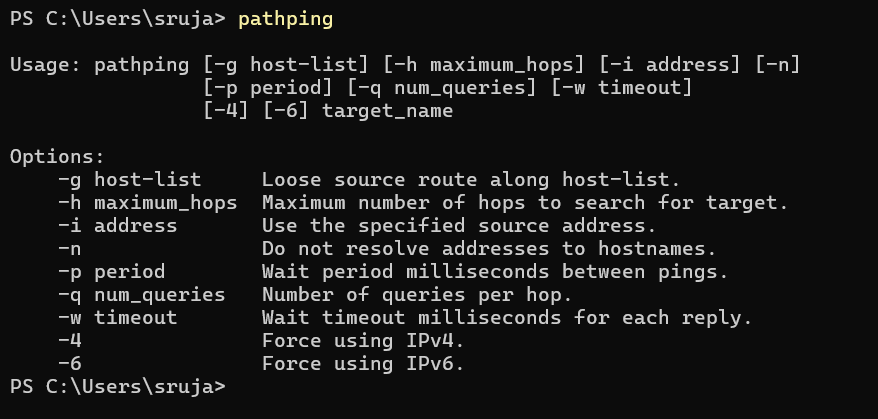 PS C:\Users\sruja> pathping

Usage: pathping [-g host-list] [-h maximum_hops] [-i address] [-n]
                [-p period] [-q num_queries] [-w timeout]
                [-4] [-6] target_name

Options:
    -g host-list     Loose source route along host-list.
    -h maximum_hops  Maximum number of hops to search for target.
    -i address       Use the specified source address.
    -n               Do not resolve addresses to hostnames.
    -p period        Wait period milliseconds between pings.
    -q num_queries   Number of queries per hop.
    -w timeout       Wait timeout milliseconds for each reply.
    -4               Force using IPv4.
    -6               Force using IPv6.
PS C:\Users\sruja>